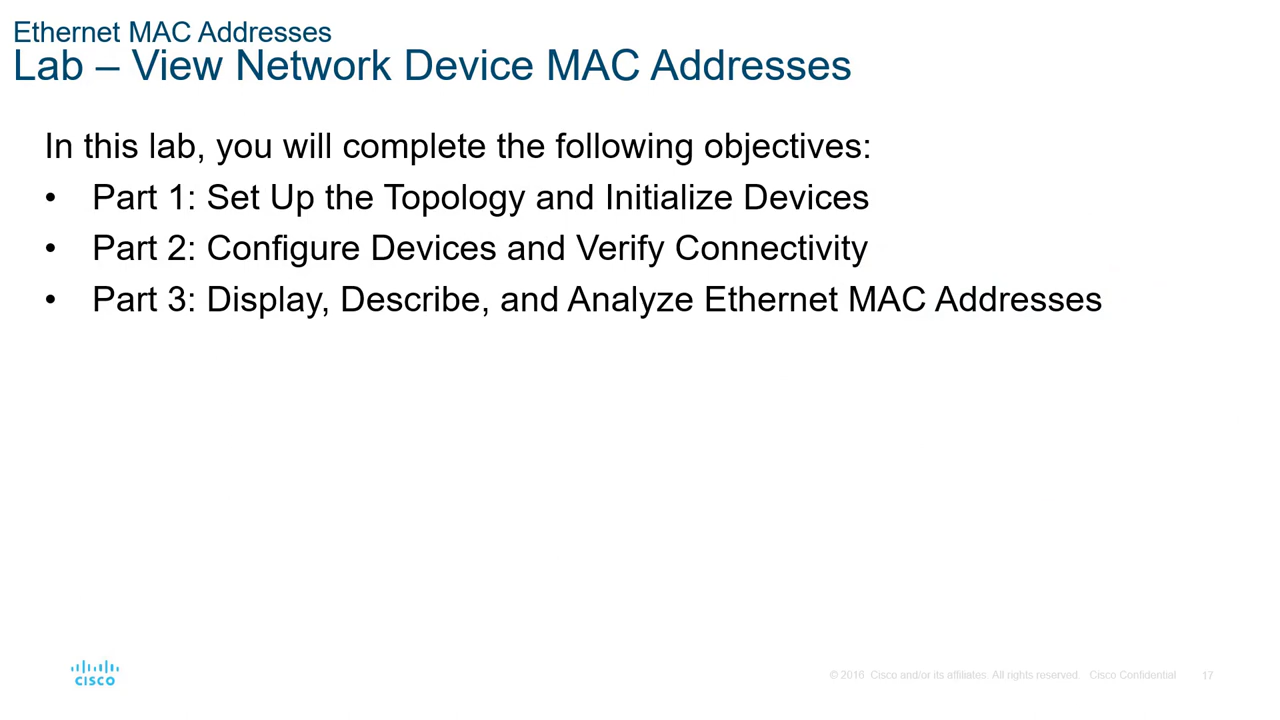 Ethernet MAC Addresses
Lab – View Network Device MAC Addresses
In this lab, you will complete the following objectives:
• Part 1: Set Up the Topology and Initialize Devices
• Part 2: Configure Devices and Verify Connectivity
• Part 3: Display, Describe, and Analyze Ethernet MAC Addresses
CISCO
© 2016 Cisco and/or its affiliates. All rights reserved. Cisco Confidential 17